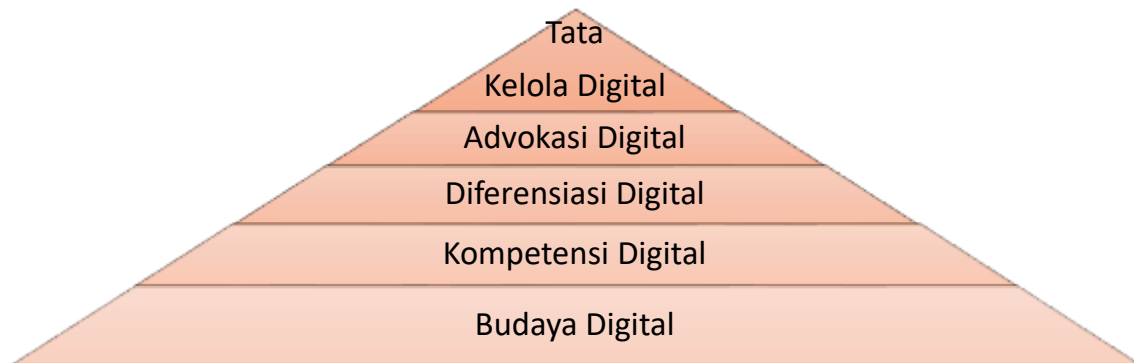 Tata
Kelola Digital
Advokasi Digital
Diferensiasi Digital
Kompetensi Digital
Budaya Digital